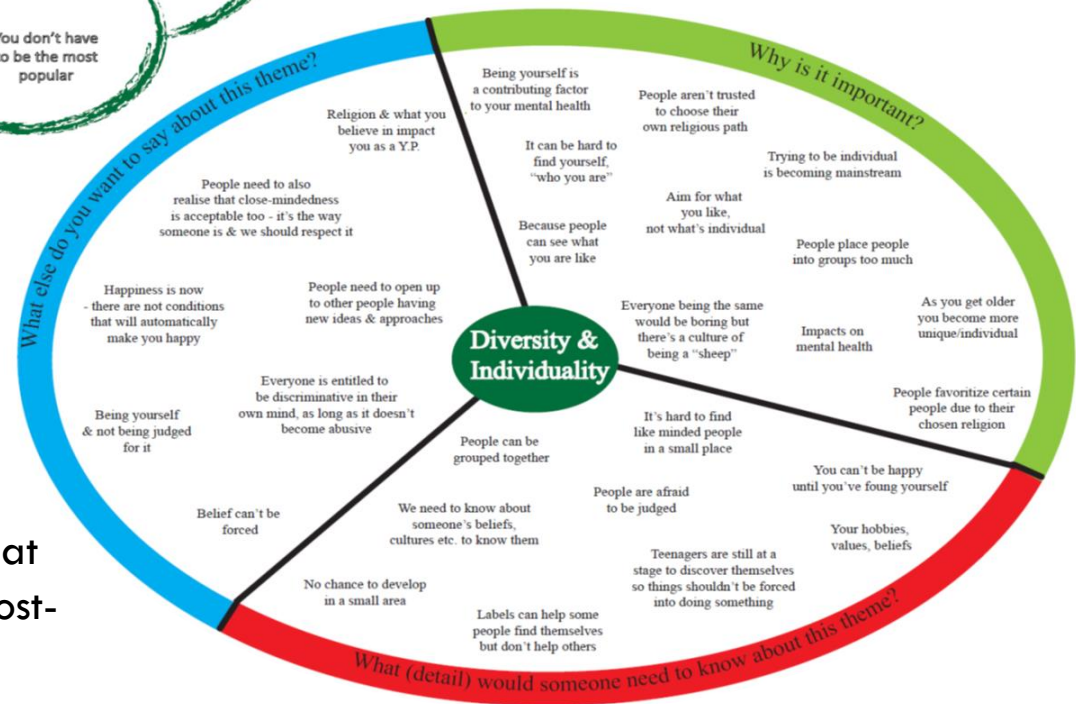 You don't have
to be the most
popular
What else do you want to say about this theme?
Religion & what you
believe in impact
you as a Y.P.
People need to also
realise that close-mindedness
is acceptable too - it's the way
someone is & we should respect it
Happiness is now
- there are not conditions
that will automatically
make you happy
People need to open up
to other people having
new ideas & approaches
Everyone is entitled to
be discriminative in their
own mind, as long as it doesn't
become abusive
Being yourself
& not being judged
for it
Belief can't be
forced
Why is it important?
Being yourself is
a contributing factor
to your mental health
People aren't trusted
to choose their
own religious path
It can be hard to
find yourself,
"who you are"
Trying to be individual
is becoming mainstream
Aim for what
you like,
not what's individual
Because people
can see what
you are like
People place people
into groups too much
Everyone being the same
would be boring but
there's a culture of
being a "sheep"
Impacts on
mental health
As you get older
you become more
unique/individual
People favoritize certain
people due to their
chosen religion
Diversity &
Individuality
People can be
grouped together
It's hard to find
like minded people
in a small place
You can't be happy
until you've foung yourself
We need to know about
someone's beliefs,
cultures etc. to know them
People are afraid
to be judged
Your hobbies,
values, beliefs
No chance to develop
in a small area
Teenagers are still at a
stage to discover themselves
so things shouldn't be forced
into doing something
Labels can help some
people find themselves
but don't help others
What (detail) would someone need to know about this theme?
at
ost-